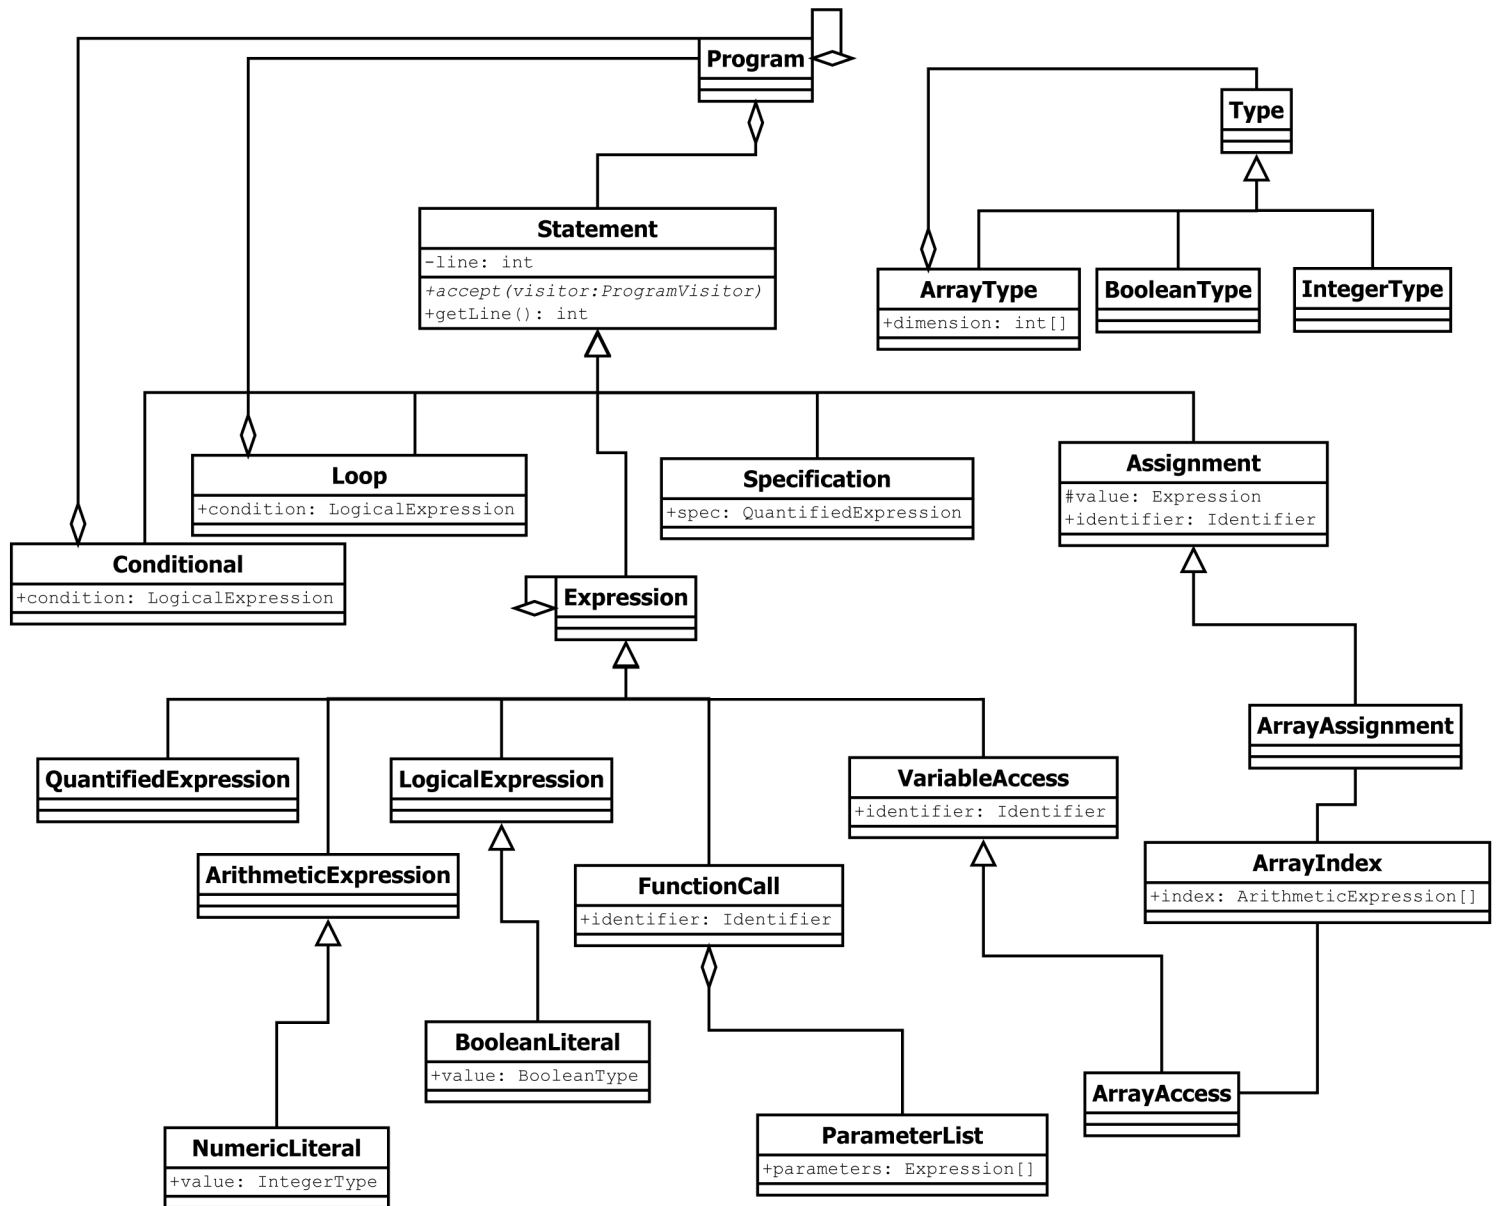 Program
Type
Statement
-line: int
+accept(visitor:ProgramVisitor)
+getLine(): int
ArrayType
+dimension: int[]
BooleanType
IntegerType
Loop
+condition: LogicalExpression
Specification
+spec: QuantifiedExpression
Assignment
#value: Expression
+identifier: Identifier
Conditional
+condition: LogicalExpression
Expression
ArrayAssignment
QuantifiedExpression
LogicalExpression
VariableAccess
+identifier: Identifier
ArithmeticExpression
FunctionCall
+identifier: Identifier
ArrayIndex
+index: ArithmeticExpression[]
BooleanLiteral
+value: BooleanType
ArrayAccess
NumericLiteral
+value: IntegerType
ParameterList
+parameters: Expression[]